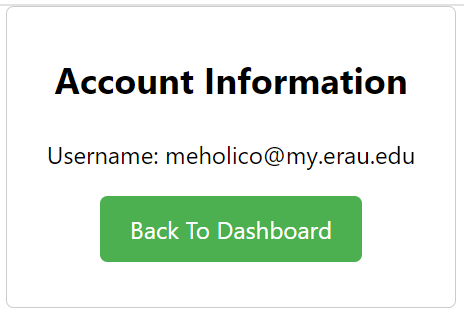 Account Information
Username: meholico@my.erau.edu
Back To Dashboard